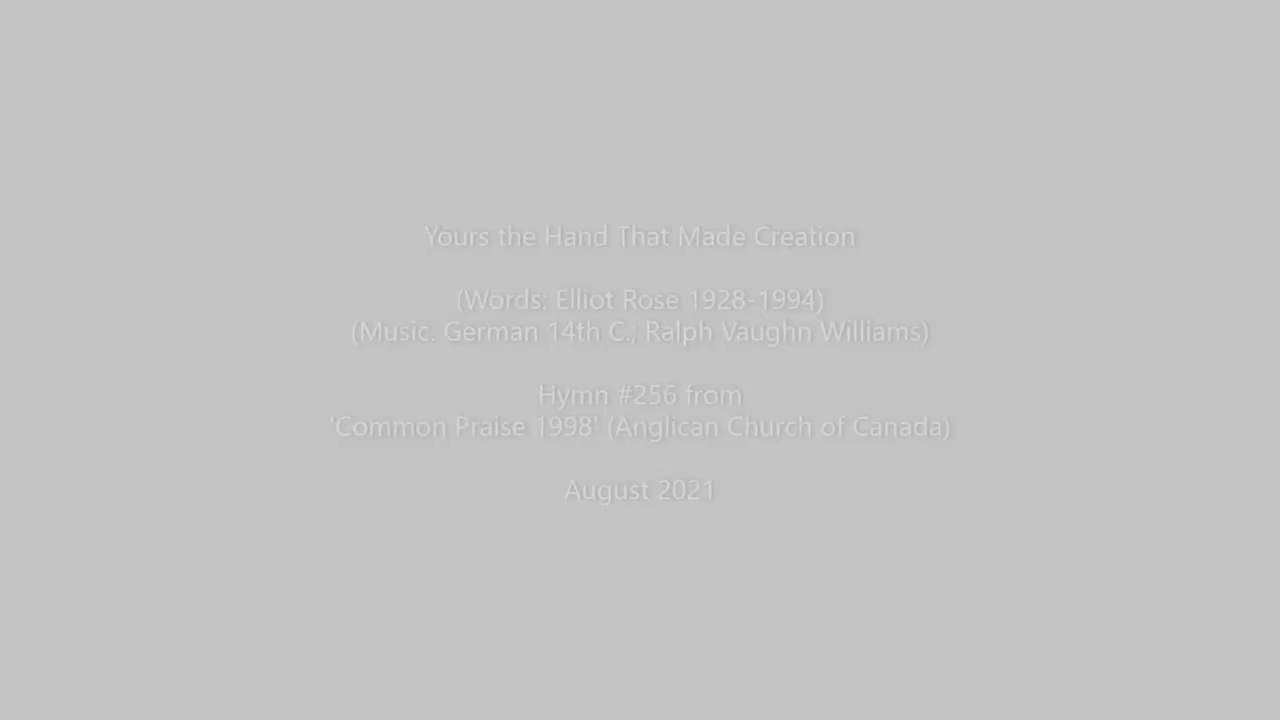 Yours the Hand That Made Creation
(Words: Elliot Rose 1928-1994)
(Music. German 14th C.; Ralph Vaughn Williams)
Hymn #256 from
'Common Praise 1998' (Anglican Church of Canada)
August 2021